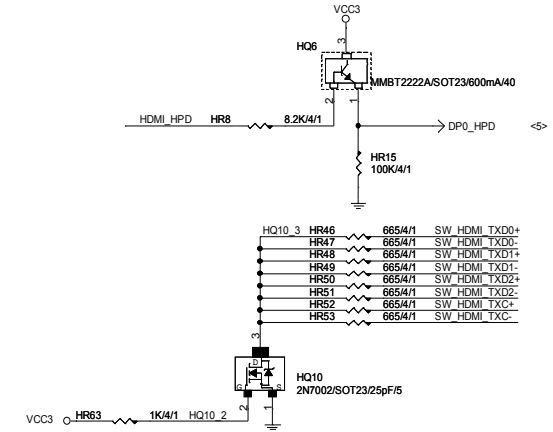 VCC3
3
HQ6
MMBT2222A/SOT23/600mA/40
2 1
HDMI_HPD HR8 8.2K/4/1 DP0_HPD <5>
HR15
100K/4/1
HQ10_3 HR46 665/4/1 SW_HDMI_TXD0+
HR47 665/4/1 SW_HDMI_TXD0-
HR48 665/4/1 SW_HDMI_TXD1+
HR49 665/4/1 SW_HDMI_TXD1-
HR50 665/4/1 SW_HDMI_TXD2+
HR51 665/4/1 SW_HDMI_TXD2-
HR52 665/4/1 SW_HDMI_TXC+
HR53 665/4/1 SW_HDMI_TXC-
3
D
HQ10
G S
2N7002/SOT23/25pF/5
2 1
VCC3 HR63 1K/4/1 HQ10_2